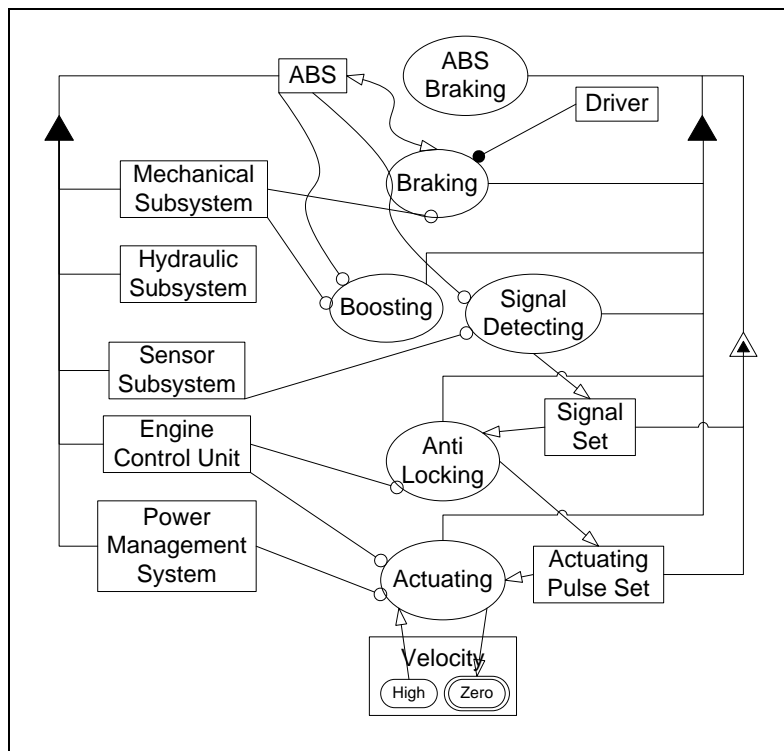 ABS
ABS
Braking
Driver
Mechanical
Subsystem
Braking
Hydraulic
Subsystem
Boosting
Signal
Detecting
Sensor
Subsystem
Signal
Set
Engine
Control Unit
Anti
Locking
Power
Management
System
Actuating
Actuating
Pulse Set
Velocity
High
Zero